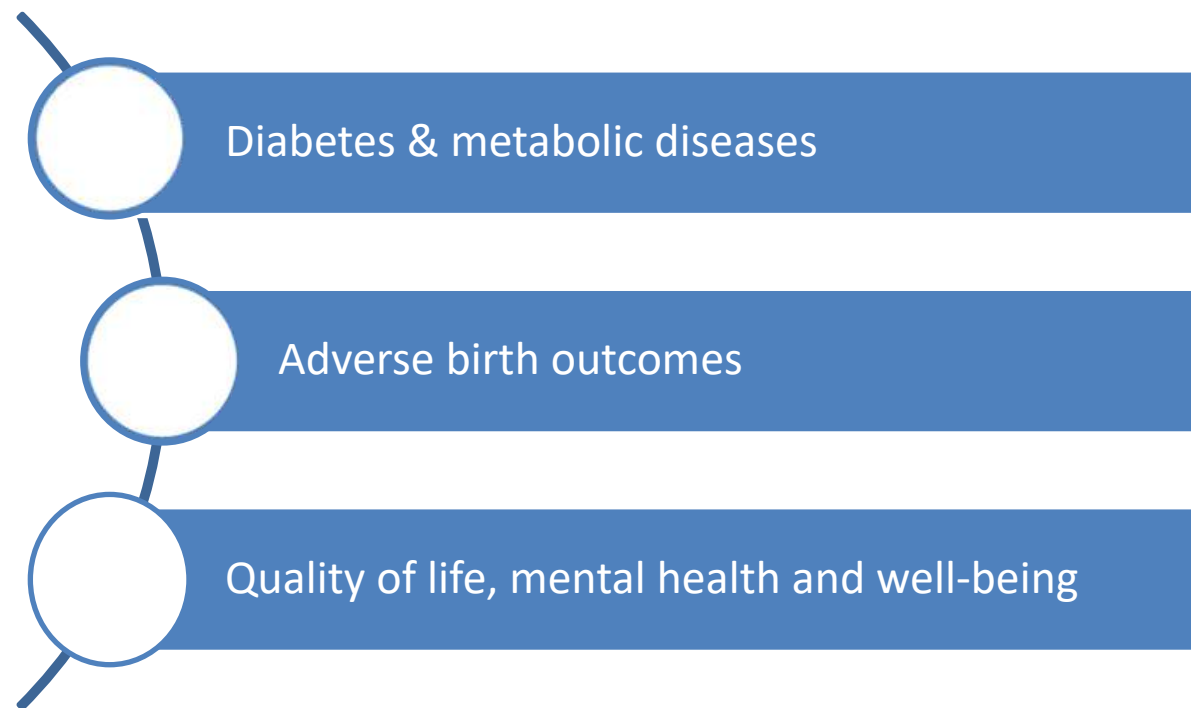 Diabetes & metabolic diseases
Adverse birth outcomes
Quality of life, mental health and well-being